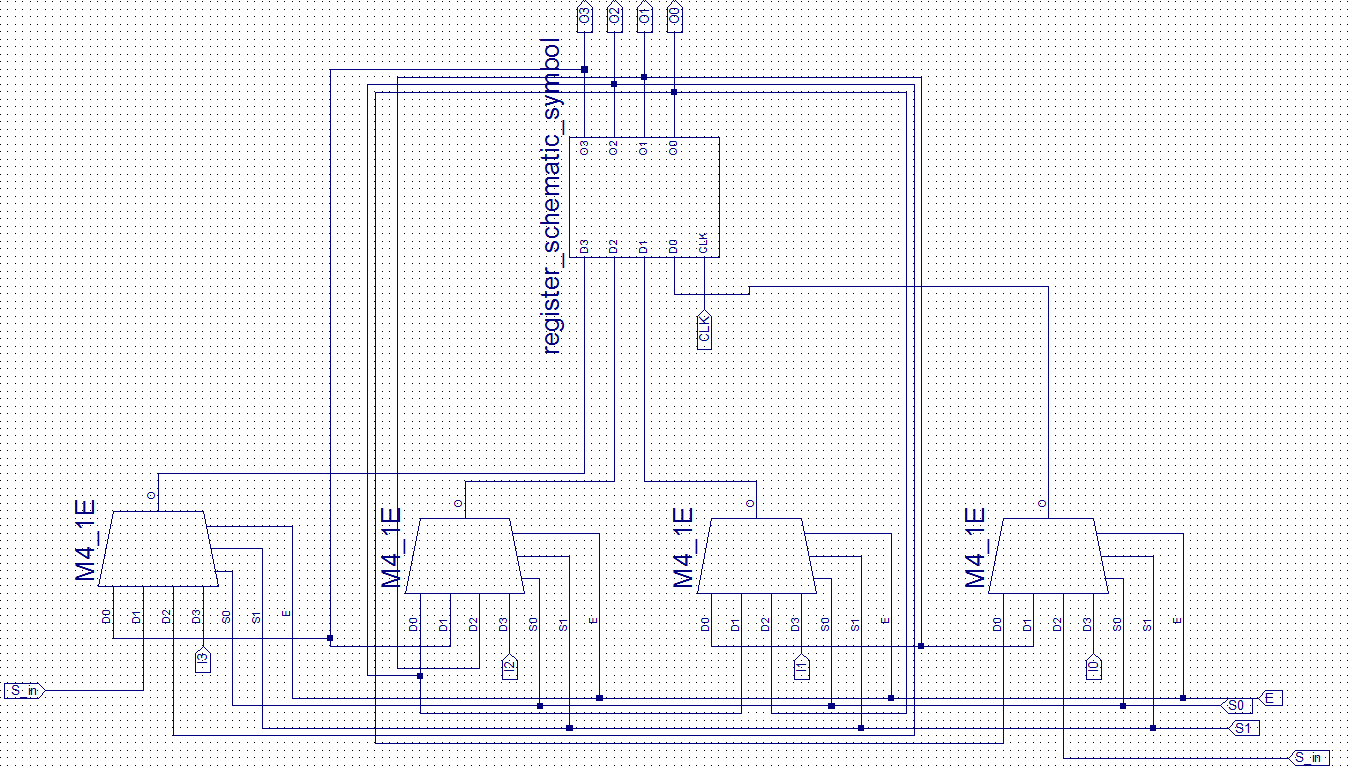 O3 O2 O1 O0
register_schematic_symbol
O3 O2 O1 O0
D3 D2 D1 D0 CLK
CLK
O O O O
M4_1E M4_1E M4_1E M4_1E
D0 D1 D2 D3 S0 S1 E D0 D1 D2 D3 S0 S1 E D0 D1 D2 D3 S0 S1 E D0 D1 D2 D3 S0 S1 E
I3 I2 I1 I0
S_in E
S0
S1
S_in